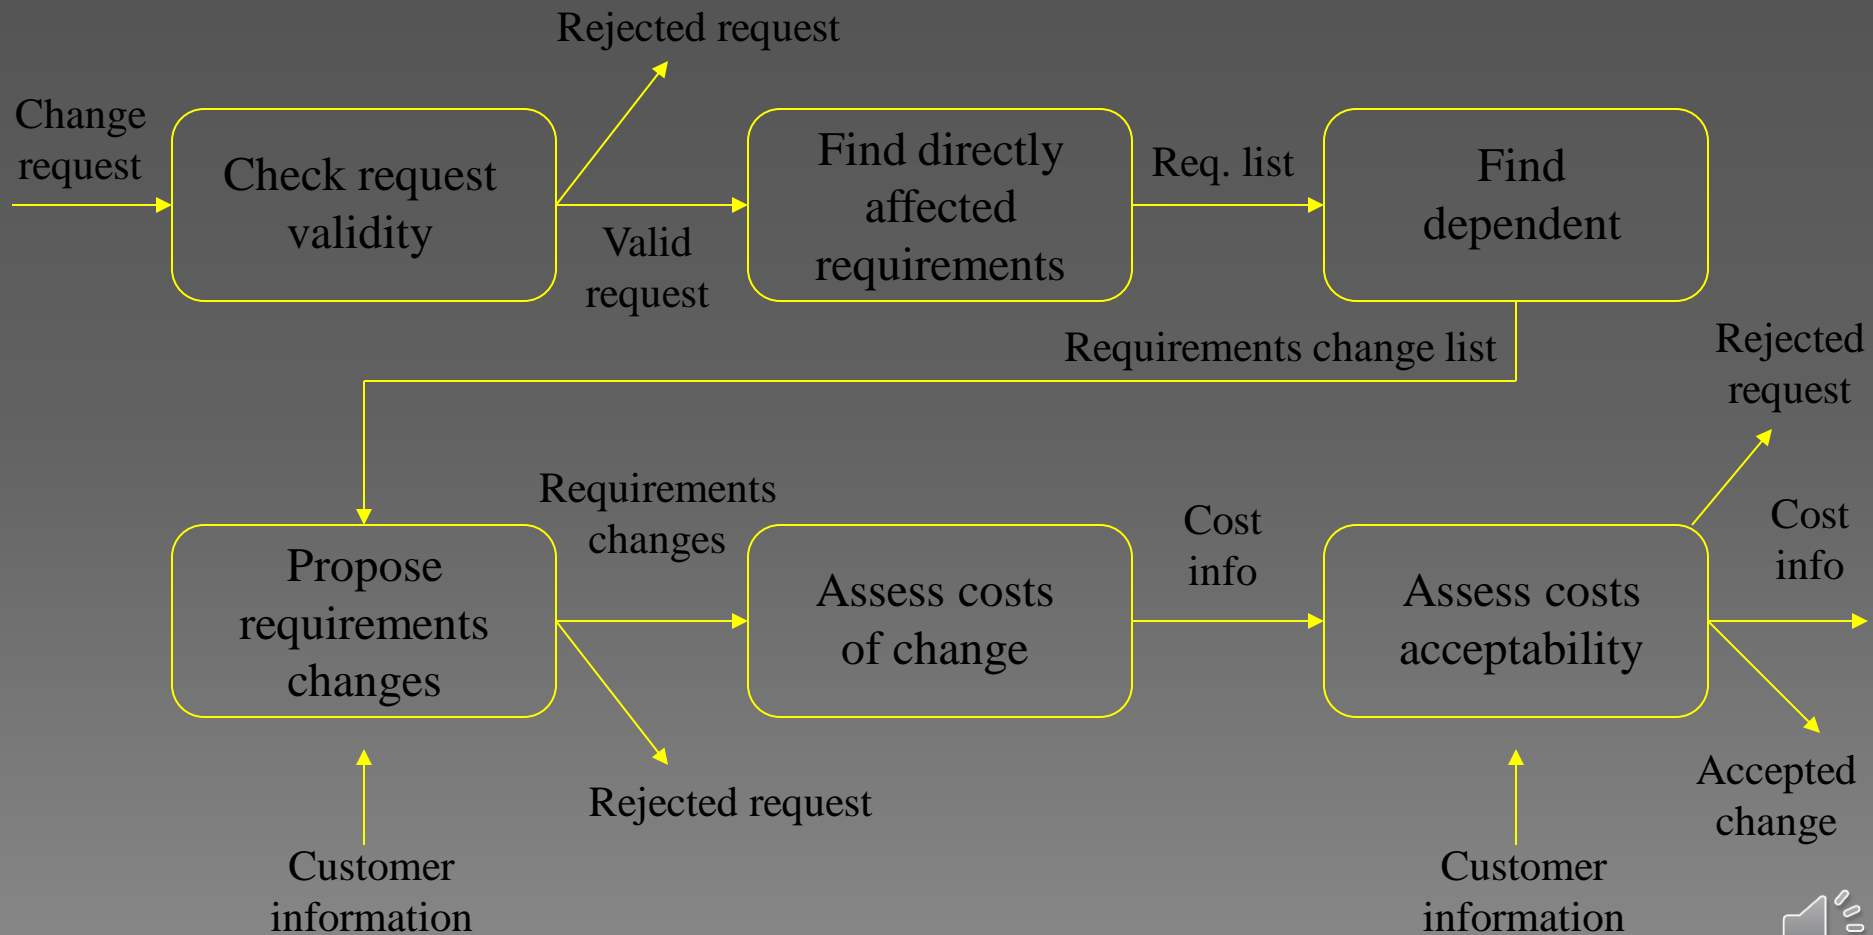 Rejected request
Change
request
Check request
validity
Valid
request
Find directly
affected
requirements
Req. list
Find
dependent
Requirements change list
Rejected
request
Propose
requirements
changes
Requirements
changes
Assess costs
of change
Cost
info
Assess costs
acceptability
Cost
info
Rejected request
Accepted
change
Customer
information
Customer
information